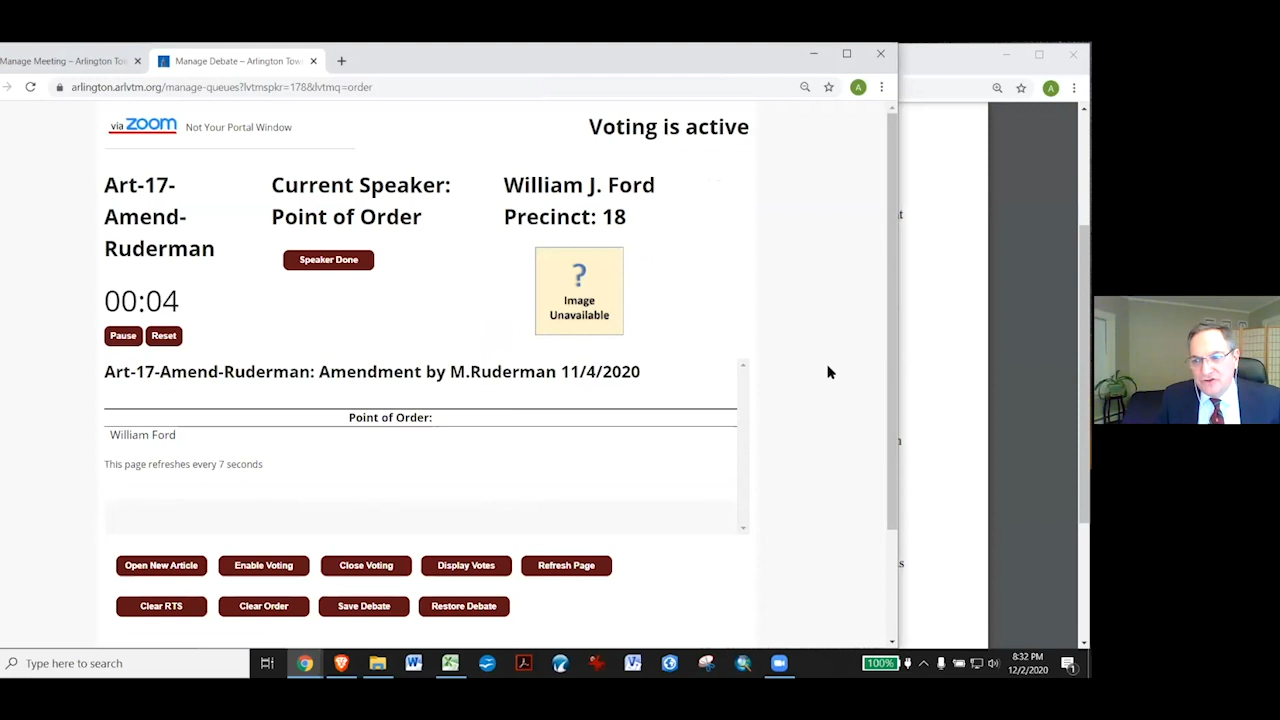 Manage Meeting – Arlington Tow
Manage Debate – Arlington Tow
arlington.arlvtm.org/manage-queues?lvtmspkr=178&lvtmq=order
A
A
via zoom
Not Your Portal Window
Voting is active
Art-17-
Amend-
Ruderman
Current Speaker:
Point of Order
William J. Ford
Precinct: 18
Speaker Done
?
Image
Unavailable
00:04
Pause
Reset
Art-17-Amend-Ruderman: Amendment by M.Ruderman 11/4/2020
Point of Order:
William Ford
This page refreshes every 7 seconds
Open New Article
Enable Voting
Close Voting
Display Votes
Refresh Page
Clear RTS
Clear Order
Save Debate
Restore Debate
Type here to search
100%
8:32 PM
12/2/2020
1